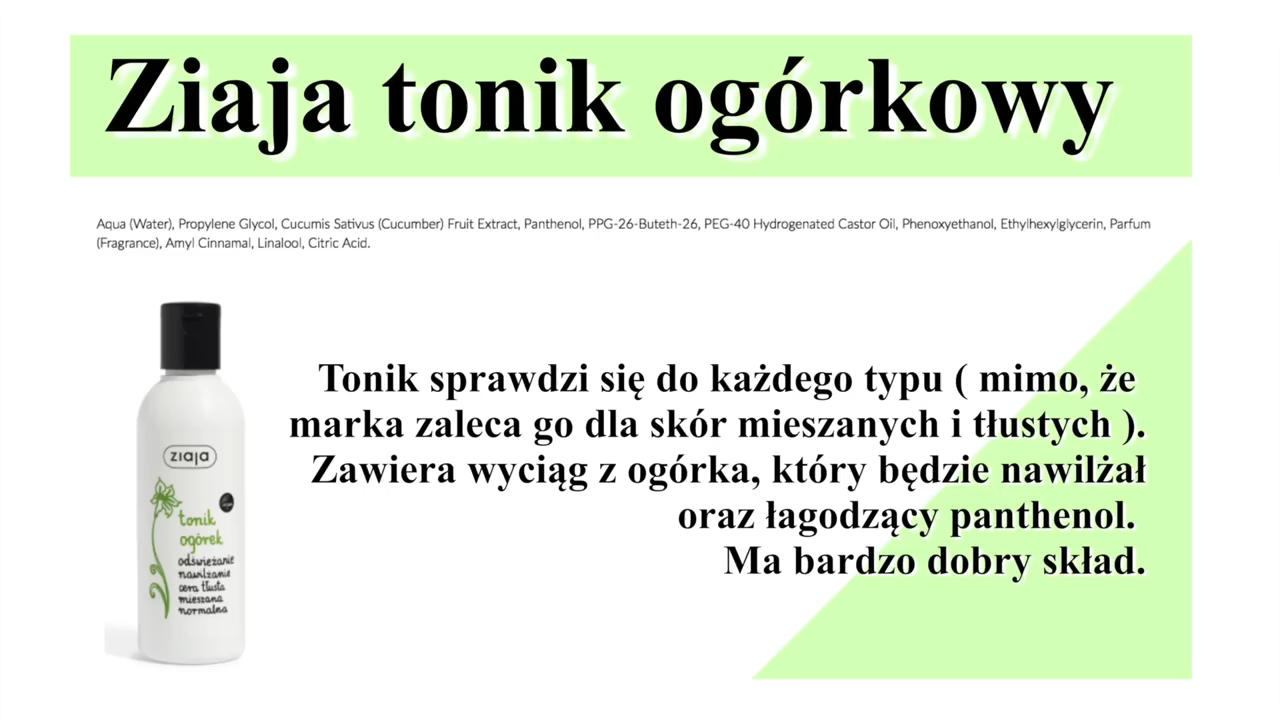 Ziaja tonik ogórkowy
Aqua (Water), Propylene Glycol, Cucumis Sativus (Cucumber) Fruit Extract, Panthenol, PPG-26-Buteth-26, PEG-40 Hydrogenated Castor Oil, Phenoxyethanol, Ethylhexylglycerin, Parfum
(Fragrance), Amyl Cinnamal, Linalool, Citric Acid.
Tonik sprawdzi się do każdego typu ( mimo, że
marka zaleca go dla skór mieszanych i tłustych ).
Zawiera wyciąg z ogórka, który będzie nawilżał
oraz łagodzący panthenol.
Ma bardzo dobry skład.
ziaja
tonik
ogórek
odświeżanie
nawilżanie
cera tłusta
mieszana
normalna